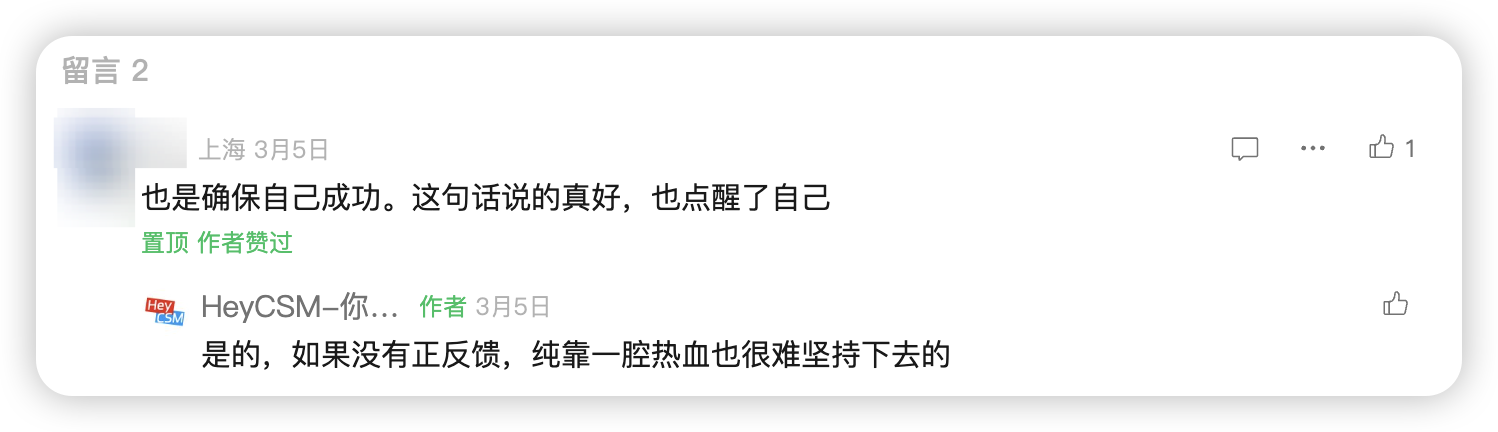 留言 2
上海 3月5日
1
也是确保自己成功。这句话说的真好，也点醒了自己
置顶 作者赞过
Hey CSM
HeyCSM-你... 作者 3月5日
是的，如果没有正反馈，纯靠一腔热血也很难坚持下去的